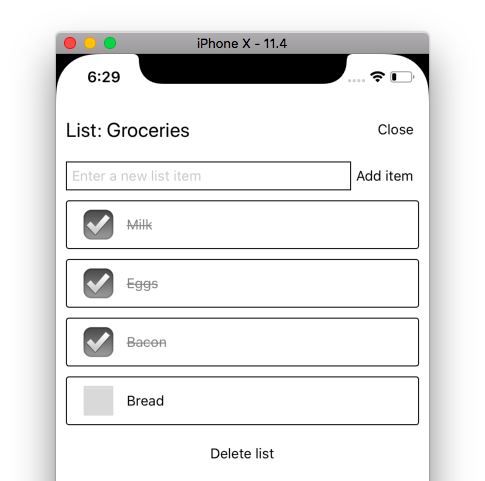 iPhone X - 11.4
6:29
List: Groceries
Close
Enter a new list item
Add item
Milk
Eggs
Bacon
Bread
Delete list